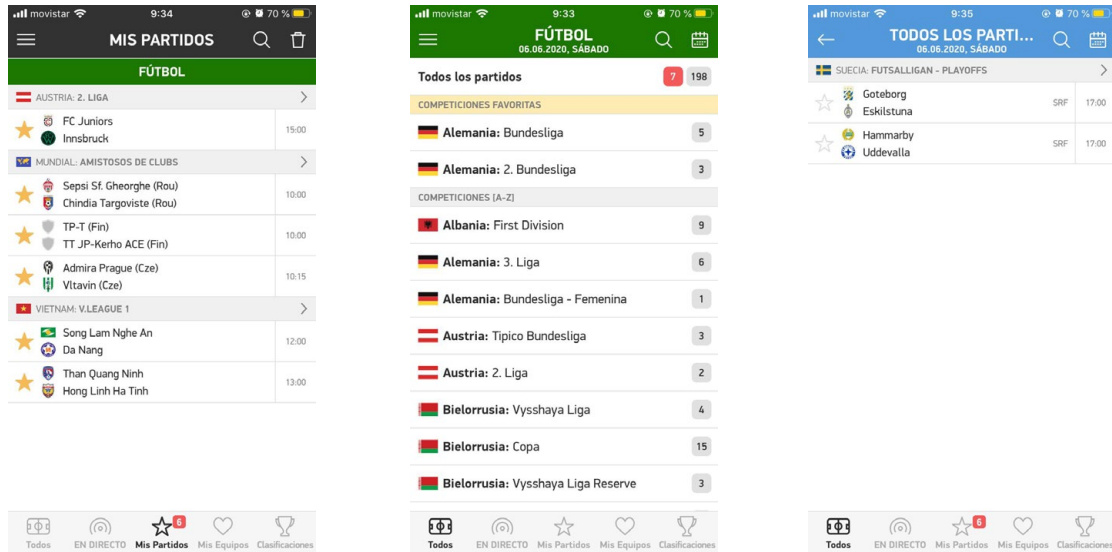 movistar 9:34 70 %
MIS PARTIDOS
FÚTBOL
AUSTRIA: 2. LIGA
FC Juniors
Innsbruck
15:00
MUNDIAL: AMISTOSOS DE CLUBS
Sepsi Sf. Gheorghe (Rou)
Chindia Targoviste (Rou)
10:00
TP-T (Fin)
TT JP-Kerho ACE (Fin)
10:00
Admira Prague (Cze)
Vltavin (Cze)
10:15
VIETNAM: V.LEAGUE 1
Song Lam Nghe An
Da Nang
12:00
Than Quang Ninh
Hong Linh Ha Tinh
13:00
6
Todos EN DIRECTO Mis Partidos Mis Equipos Clasificaciones
movistar 9:33 70 %
FÚTBOL
06.06.2020, SÁBADO
Todos los partidos 7 198
COMPETICIONES FAVORITAS
Alemania: Bundesliga 5
Alemania: 2. Bundesliga 3
COMPETICIONES [A-Z]
Albania: First Division 9
Alemania: 3. Liga 6
Alemania: Bundesliga - Femenina 1
Austria: Tipico Bundesliga 3
Austria: 2. Liga 2
Bielorrusia: Vysshaya Liga 4
Bielorrusia: Copa 15
Bielorrusia: Vysshaya Liga Reserve 3
Todos EN DIRECTO Mis Partidos Mis Equipos Clasificaciones
movistar 9:35 70 %
TODOS LOS PARTI...
06.06.2020, SÁBADO
SUECIA: FUTSALLIGAN - PLAYOFFS
Goteborg
Eskilstuna
SRF 17:00
Hammarby
Uddevalla
SRF 17:00
6
Todos EN DIRECTO Mis Partidos Mis Equipos Clasificaciones